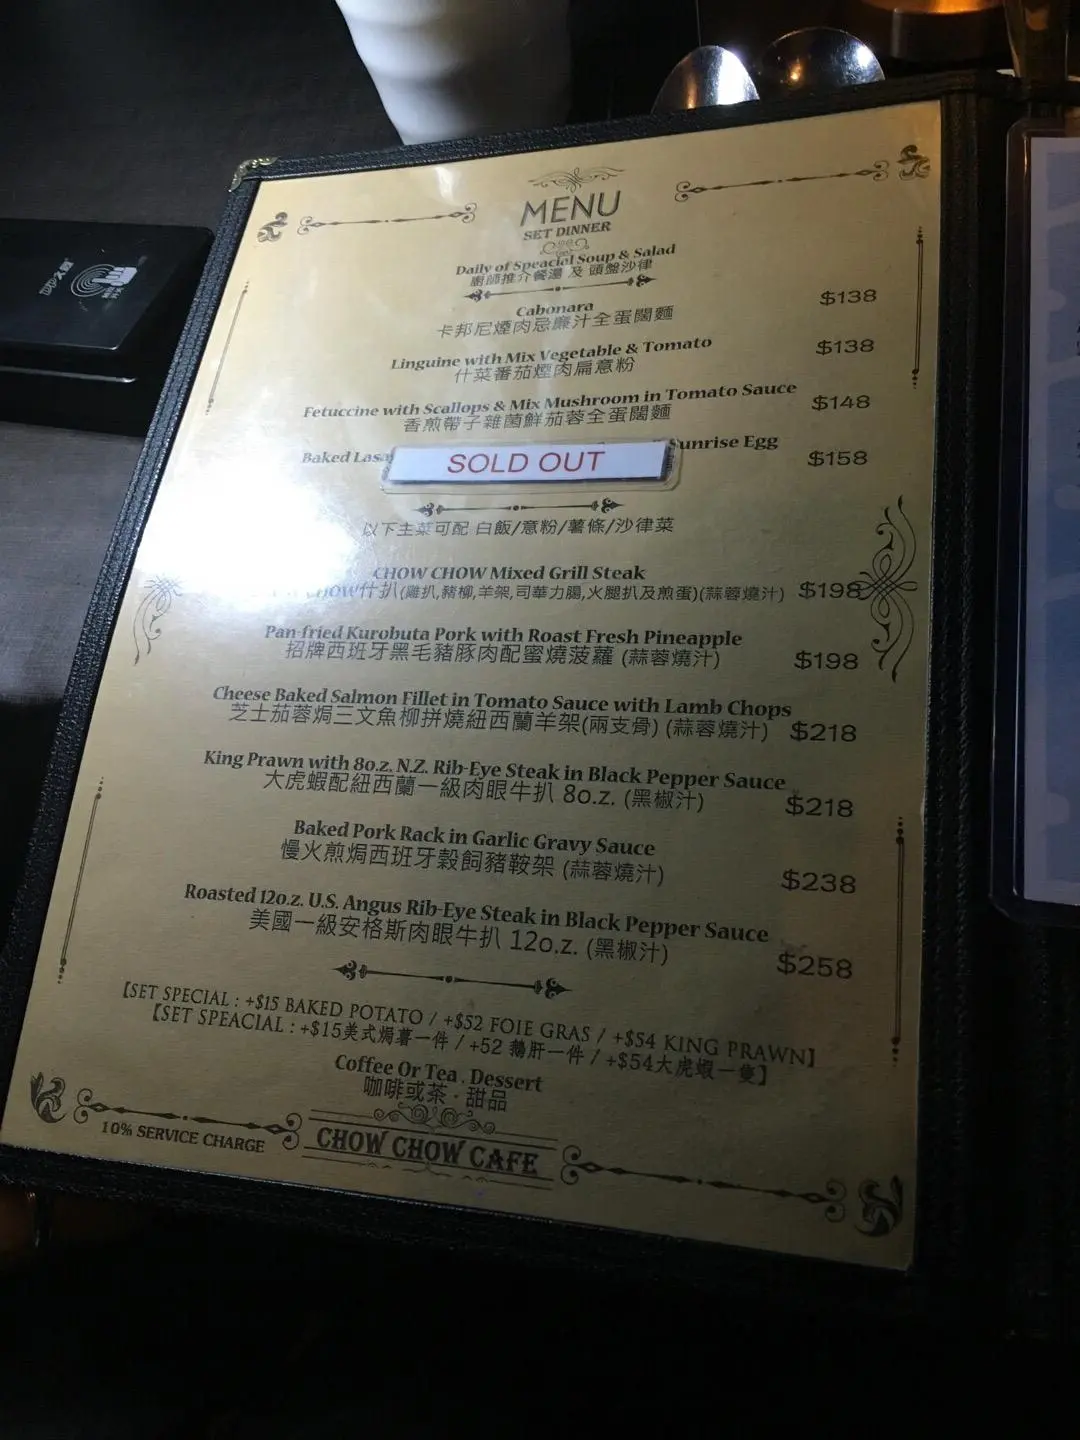 MENU
SET DINNER
Daily of Speaciol Soup & Salad
廚師推介餐湯 及 頭盤沙律
Cabonara
$138
卡邦尼煙肉忌廉汁全蛋闊麵
Linguine with Mix Vegetable & Tomato
$138
什菜番茄煙肉扁意粉
Fetuccine with Scallops & Mix Mushroom in Tomato Sauce
$148
香煎帶子雜菌鮮茄蓉全蛋闊麵
Baked Sunrise Egg
$158
SOLD OUT
以下主菜可配 白飯/意粉/薯條/沙律菜
CHOW CHOW Mixed Grill Steak
CHOW什扒(雞扒,豬柳,羊架,司華力腸,火腿扒及煎蛋)(蒜蓉燒汁) $198
Pan-fried Kurobuta Pork with Roast Fresh Pineapple
招牌西班牙黑毛豬豚肉配蜜燒菠蘿 (蒜蓉燒汁)
$198
Cheese Baked Salmon Fillet in Tomato Sauce with Lamb Chops
芝士茄蓉焗三文魚柳拼燒紐西蘭羊架(兩支骨) (蒜蓉燒汁) $218
King Prawn with 8o.z. N.Z. Rib-Eye Steak in Black Pepper Sauce
大虎蝦配紐西蘭一級肉眼牛扒 8o.z. (黑椒汁)
$218
Baked Pork Rack in Garlic Gravy Sauce
慢火煎焗西班牙穀飼豬鞍架 (蒜蓉燒汁)
$238
Roasted 12o.z. U.S. Angus Rib-Eye Steak in Black Pepper Sauce
美國一級安格斯肉眼牛扒 12o.z. (黑椒汁)
$258
【SET SPECIAL : +$15 BAKED POTATO / +$52 FOIE GRAS / +$54 KING PRAWN】
【SET SPEACIAL : +$15美式焗薯一件 / +52 鵝肝一件 / +$54大虎蝦一隻】
Coffee Or Tea . Dessert
咖啡或茶 · 甜品
10% SERVICE CHARGE
CHOW CHOW CAFE